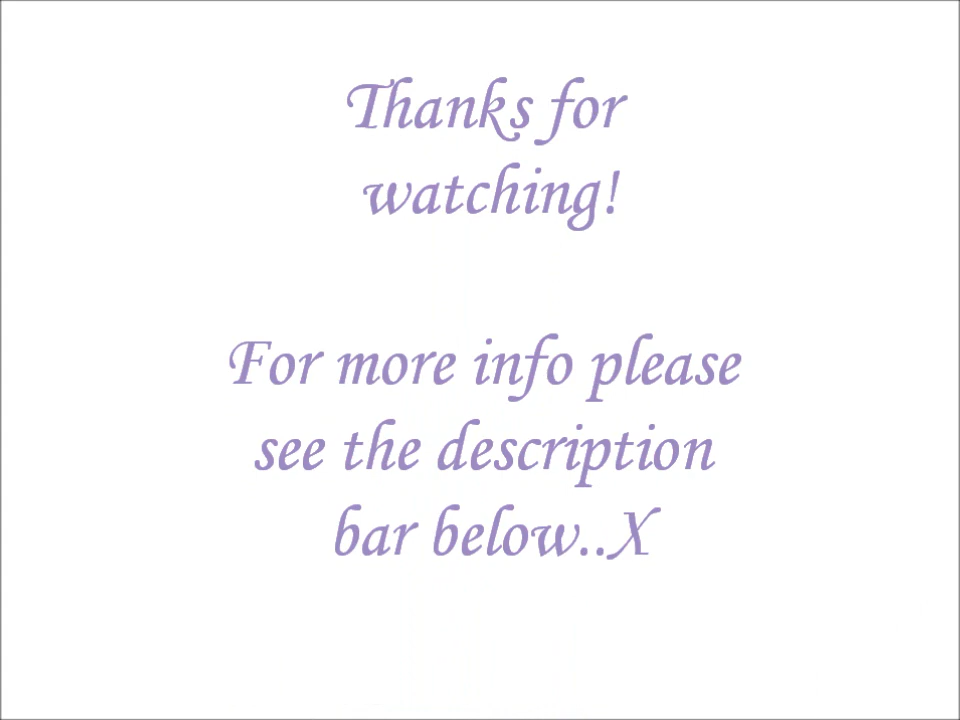 Thanks for
watching!
For more info please
see the description
bar below..X